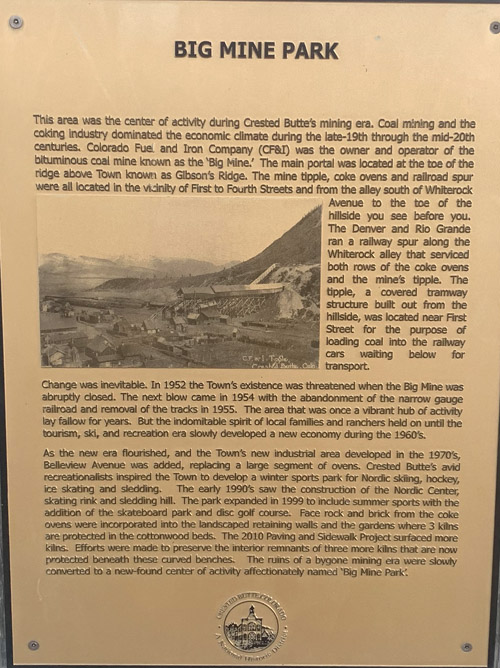 BIG MINE PARK
This area was the center of activity during Crested Butte's mining era. Coal mining and the
coking industry dominated the economic climate during the late-19th through the mid-20th
centuries. Colorado Fuel and Iron Company (CF&I) was the owner and operator of the
bituminous coal mine known as the 'Big Mine.' The main portal was located at the toe of the
ridge above Town known as Gibson's Ridge. The mine tipple, coke ovens and railroad spur
were all located in the vicinity of First to Fourth Streets and from the alley south of Whiterock
Avenue to the toe of the
hillside you see before you.
The Denver and Rio Grande
ran a railway spur along the
Whiterock alley that serviced
both rows of the coke ovens
and the mine's tipple. The
tipple, a covered tramway
structure built out from the
hillside, was located near First
Street for the purpose of
loading coal into the railway
cars waiting below for
transport.
C.F.&I. Tipple
Crested Butte, Colo.
Change was inevitable. In 1952 the Town's existence was threatened when the Big Mine was
abruptly closed. The next blow came in 1954 with the abandonment of the narrow gauge
railroad and removal of the tracks in 1955. The area that was once a vibrant hub of activity
lay fallow for years. But the indomitable spirit of local families and ranchers held on until the
tourism, ski, and recreation era slowly developed a new economy during the 1960's.
As the new era flourished, and the Town's new industrial area developed in the 1970's,
Belleview Avenue was added, replacing a large segment of ovens. Crested Butte's avid
recreationalists inspired the Town to develop a winter sports park for Nordic skiing, hockey,
ice skating and sledding. The early 1990's saw the construction of the Nordic Center,
skating rink and sledding hill. The park expanded in 1999 to include summer sports with the
addition of the skateboard park and disc golf course. Face rock and brick from the coke
ovens were incorporated into the landscaped retaining walls and the gardens where 3 kilns
are protected in the cottonwood beds. The 2010 Paving and Sidewalk Project surfaced more
kilns. Efforts were made to preserve the interior remnants of three more kilns that are now
protected beneath these curved benches. The ruins of a bygone mining era were slowly
converted to a new-found center of activity affectionately named 'Big Mine Park'.
CRESTED BUTTE, COLORADO
A National Historic District